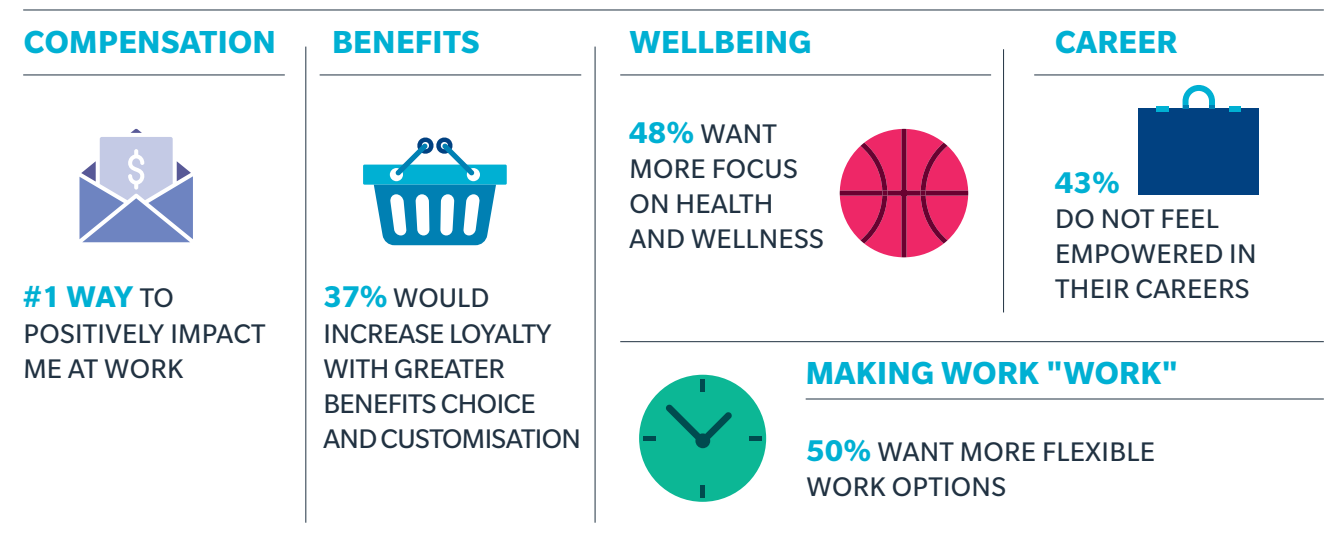 COMPENSATION
$
#1 WAY TO
POSITIVELY IMPACT
ME AT WORK
BENEFITS
37% WOULD
INCREASE LOYALTY
WITH GREATER
BENEFITS CHOICE
AND CUSTOMISATION
WELLBEING
48% WANT
MORE FOCUS
ON HEALTH
AND WELLNESS
CAREER
43%
DO NOT FEEL
EMPOWERED IN
THEIR CAREERS
MAKING WORK "WORK"
50% WANT MORE FLEXIBLE
WORK OPTIONS